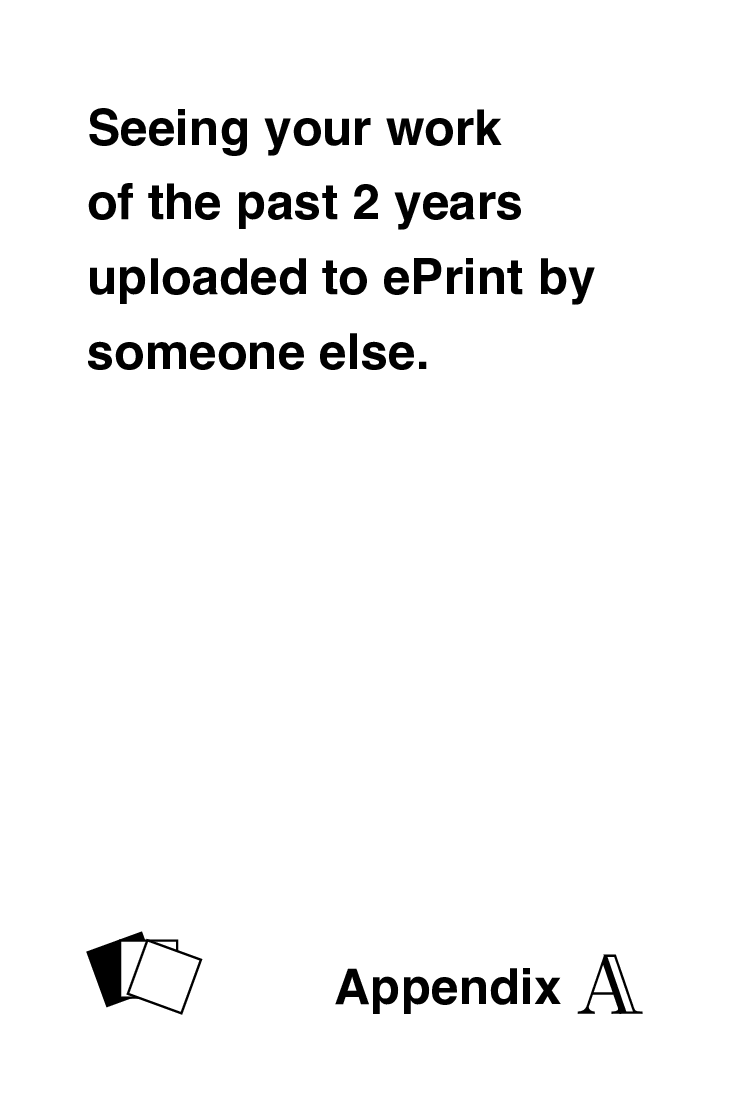 Seeing your work
of the past 2 years
uploaded to ePrint by
someone else.
Appendix 𝔸